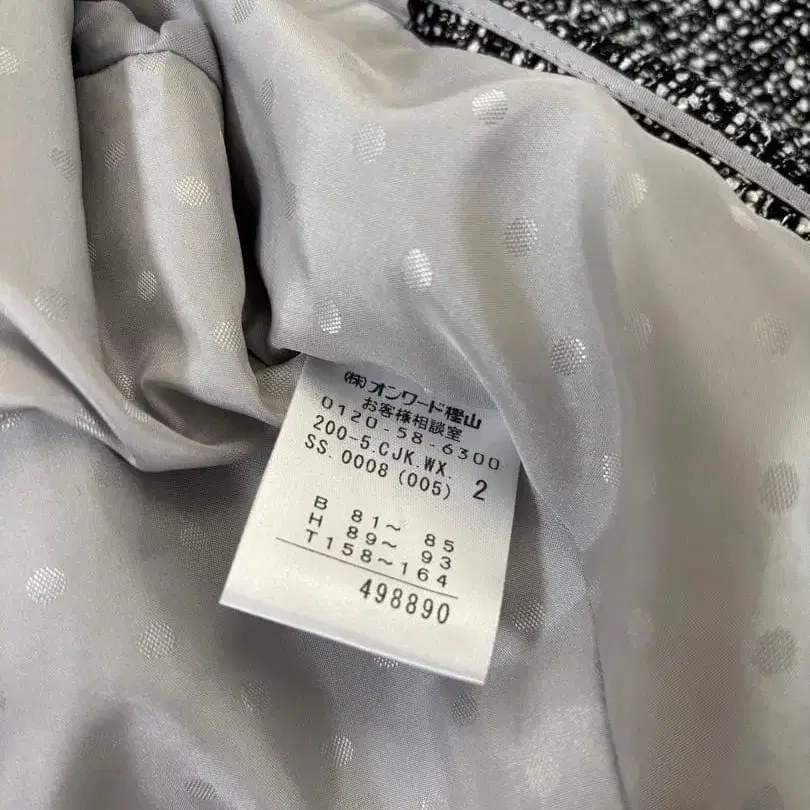 (株)オンワード樫山
お客様相談室
0120-58-6300
200-5.CJK.WX.
SS.0008(005) 2
B 81~ 85
H 89~ 93
T158~164
498890